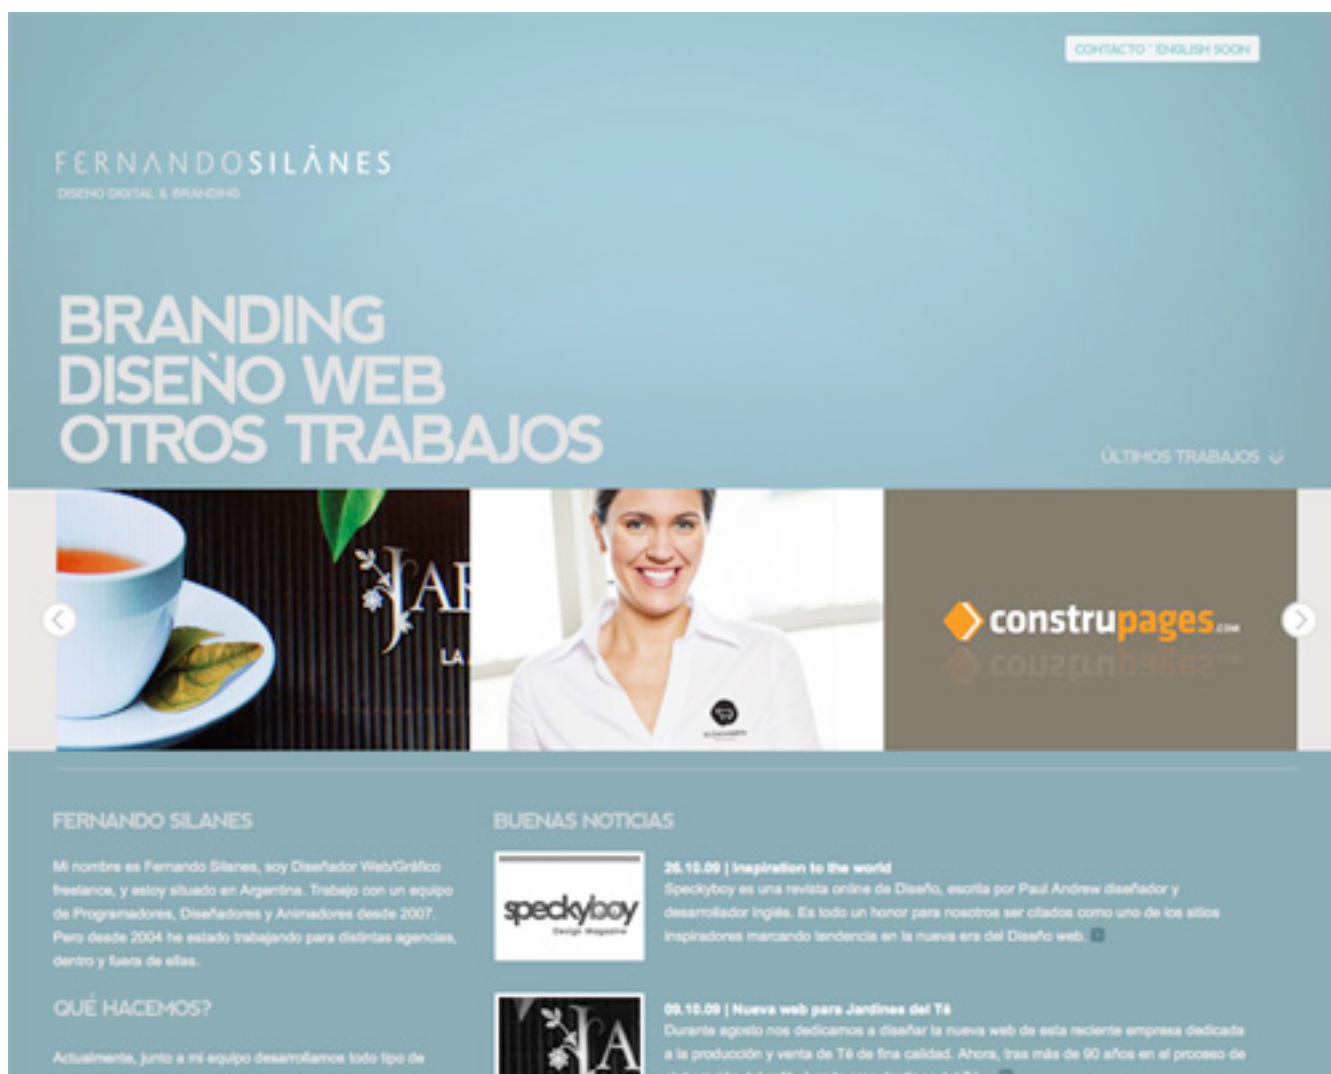 CONTACTO * ENGLISH SOON
FERNANDOSILÁNES
DISEÑO DIGITAL & BRANDING
BRANDING
DISEÑO WEB
OTROS TRABAJOS
ÚLTIMOS TRABAJOS
JAR
LA
construpages.com
FERNANDO SILANES
Mi nombre es Fernando Silanes, soy Diseñador Web/Gráfico
freelance, y estoy situado en Argentina. Trabajo con un equipo
de Programadores, Diseñadores y Animadores desde 2007.
Pero desde 2004 he estado trabajando para distintas agencias,
dentro y fuera de ellas.
QUÉ HACEMOS?
Actualmente, junto a mi equipo desarrollamos todo tipo de
BUENAS NOTICIAS
speckyboy
Design Magazine
26.10.09 | Inspiration to the world
Speckyboy es una revista online de Diseño, escrita por Paul Andrew diseñador y
desarrollador inglés. Es todo un honor para nosotros ser citados como uno de los sitios
inspiradores marcando tendencia en la nueva era del Diseño web.
JA
09.10.09 | Nueva web para Jardines del Té
Durante agosto nos dedicamos a diseñar la nueva web de esta reciente empresa dedicada
a la producción y venta de Té de fina calidad. Ahora, tras más de 90 años en el proceso de